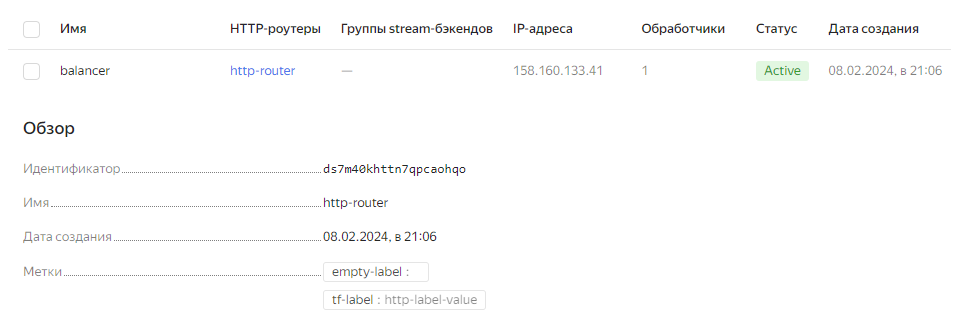 Имя HTTP-роутеры Группы stream-бэкендов IP-адреса Обработчики Статус Дата создания
balancer http-router — 158.160.133.41 1 Active 08.02.2024, в 21:06
Обзор
Идентификатор ds7m40khttn7qpcaohqo
Имя http-router
Дата создания 08.02.2024, в 21:06
Метки empty-label :
tf-label : http-label-value